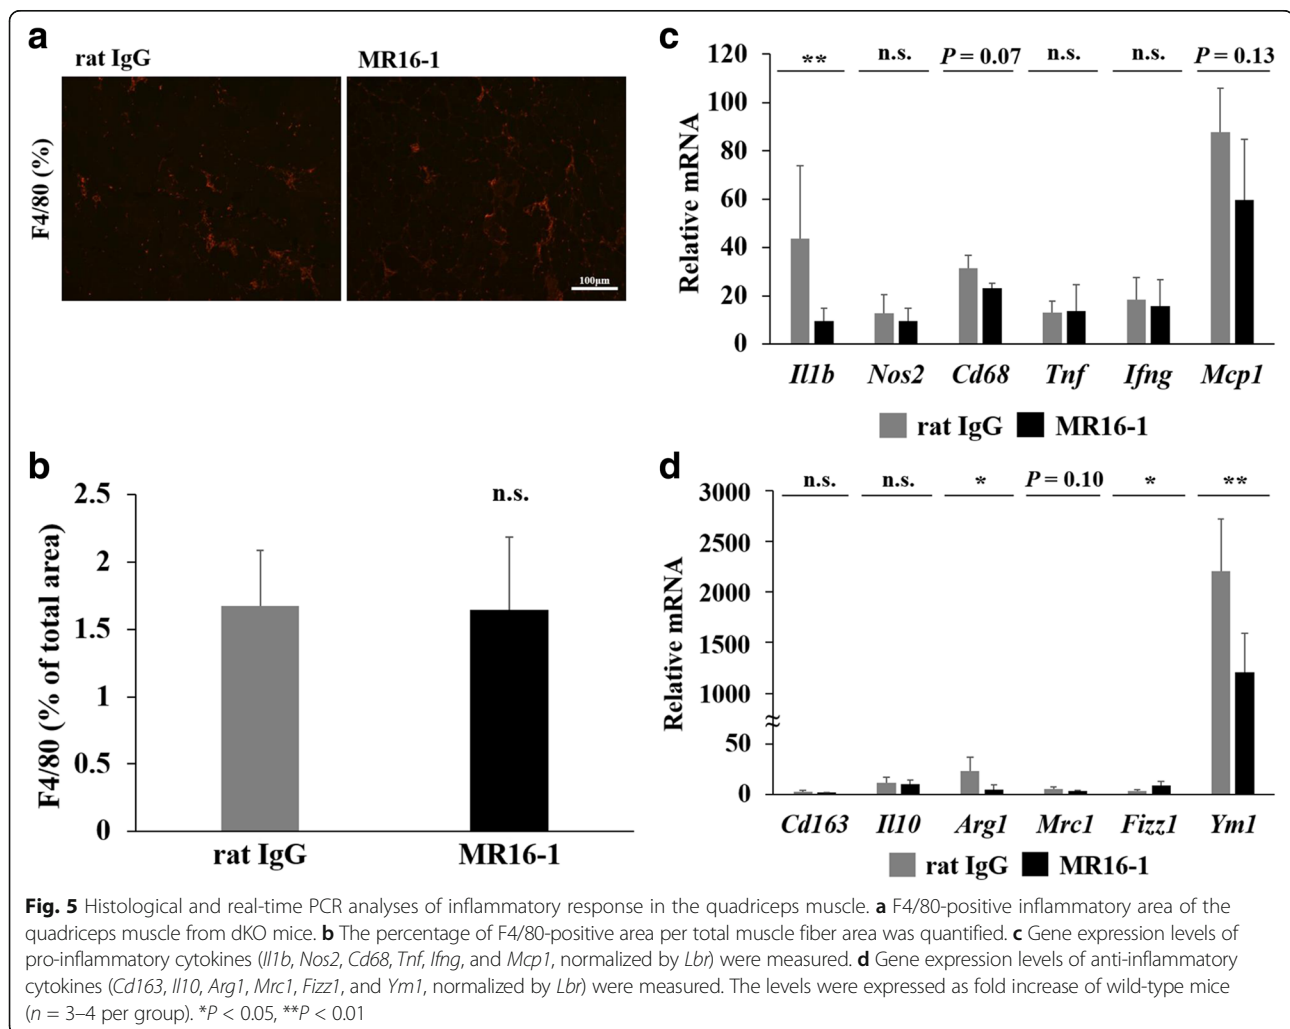 a
rat IgG
MR16-1
F4/80 (%)
100µm
b
F4/80 (% of total area)
2.5
2
1.5
1
0.5
0
n.s.
rat IgG
MR16-1
c
Relative mRNA
120
100
80
60
40
20
0
** n.s. P = 0.07 n.s. n.s. P = 0.13
Il1b Nos2 Cd68 Tnf Ifng Mcp1
rat IgG MR16-1
d
Relative mRNA
3000
2500
2000
1500
1000
≈
50
0
n.s. n.s. * P = 0.10 * **
Cd163 Il10 Arg1 Mrc1 Fizz1 Ym1
rat IgG MR16-1
Fig. 5 Histological and real-time PCR analyses of inflammatory response in the quadriceps muscle. a F4/80-positive inflammatory area of the
quadriceps muscle from dKO mice. b The percentage of F4/80-positive area per total muscle fiber area was quantified. c Gene expression levels of
pro-inflammatory cytokines (Il1b, Nos2, Cd68, Tnf, Ifng, and Mcp1, normalized by Lbr) were measured. d Gene expression levels of anti-inflammatory
cytokines (Cd163, Il10, Arg1, Mrc1, Fizz1, and Ym1, normalized by Lbr) were measured. The levels were expressed as fold increase of wild-type mice
(n = 3–4 per group). *P < 0.05, **P < 0.01